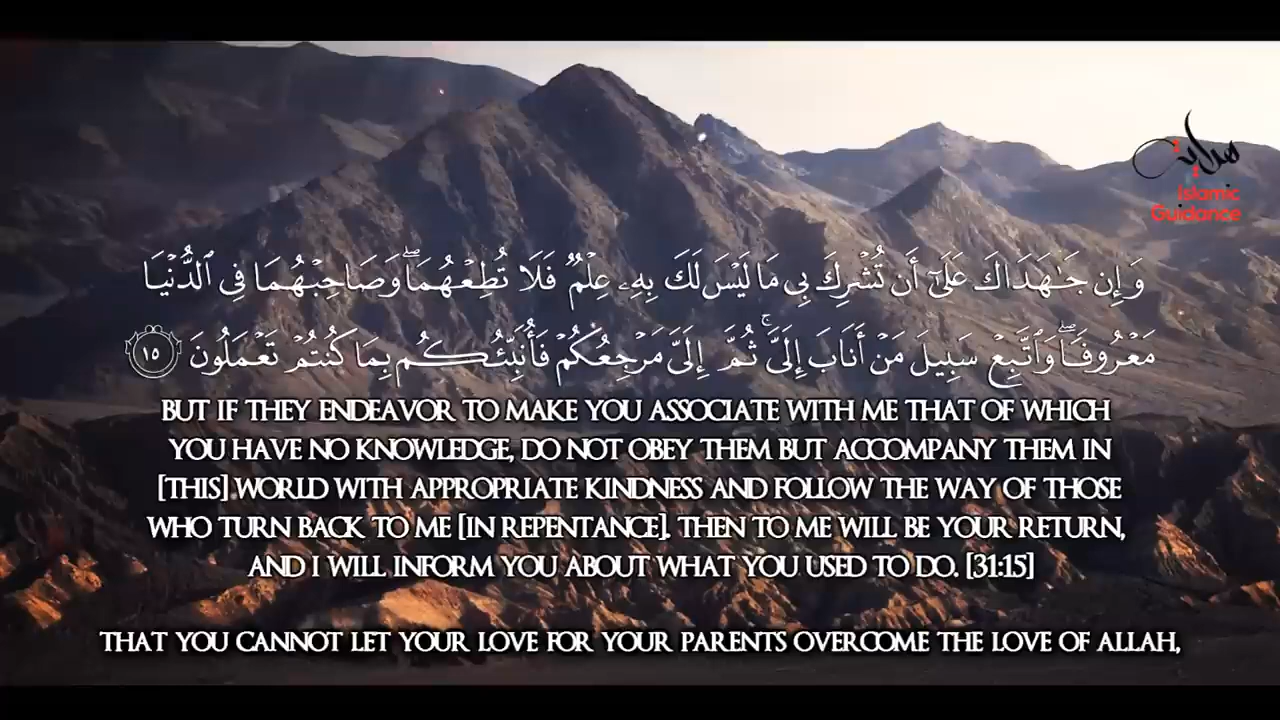 هداية
Islamic
Guidance
وَإِن جَـٰهَدَاكَ عَلَىٰٓ أَن تُشْرِكَ بِى مَا لَيْسَ لَكَ بِهِۦ عِلْمٌۭ فَلَا تُطِعْهُمَا ۖ وَصَاحِبْهُمَا فِى ٱلدُّنْيَا
مَعْرُوفًۭا ۖ وَٱتَّبِعْ سَبِيلَ مَنْ أَنَابَ إِلَىَّ ۚ ثُمَّ إِلَىَّ مَرْجِعُكُمْ فَأُنَبِّئُكُم بِمَا كُنتُمْ تَعْمَلُونَ ١٥
BUT IF THEY ENDEAVOR TO MAKE YOU ASSOCIATE WITH ME THAT OF WHICH
YOU HAVE NO KNOWLEDGE, DO NOT OBEY THEM BUT ACCOMPANY THEM IN
[THIS] WORLD WITH APPROPRIATE KINDNESS AND FOLLOW THE WAY OF THOSE
WHO TURN BACK TO ME [IN REPENTANCE]. THEN TO ME WILL BE YOUR RETURN,
AND I WILL INFORM YOU ABOUT WHAT YOU USED TO DO. [31:15]
THAT YOU CANNOT LET YOUR LOVE FOR YOUR PARENTS OVERCOME THE LOVE OF ALLAH,